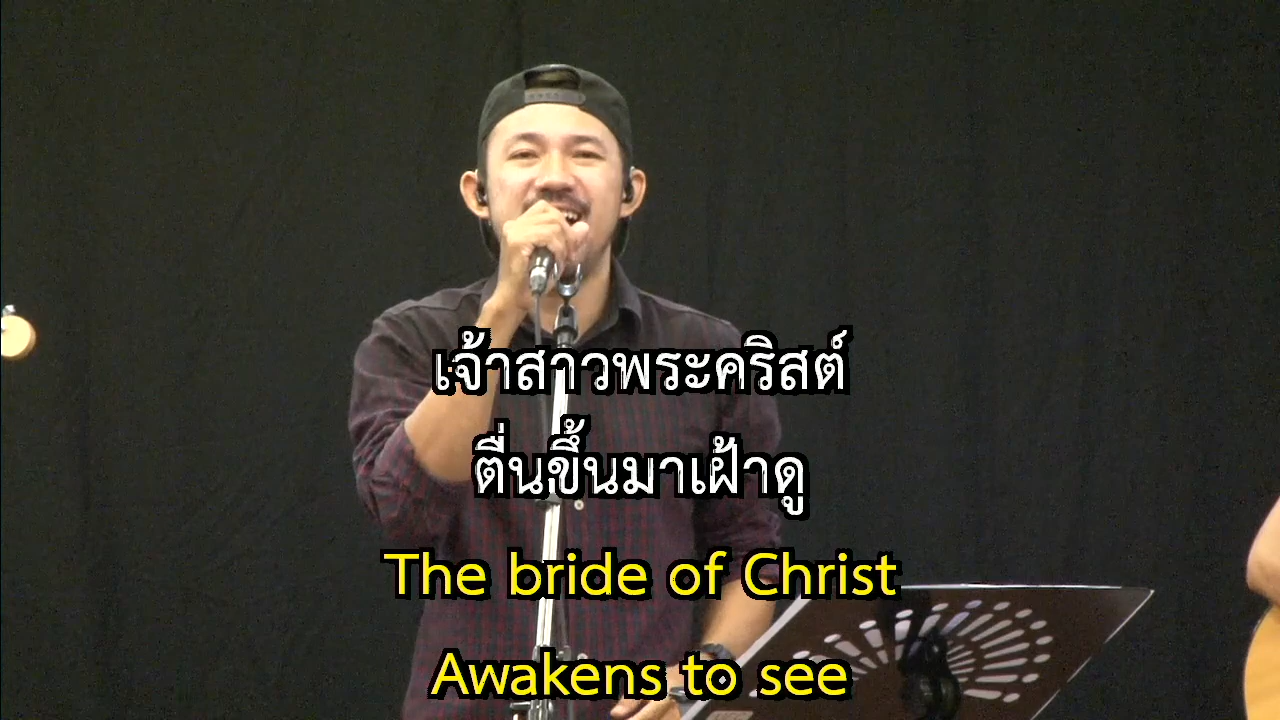 เจ้าสาวพระคริสต์
ตื่นขึ้นมาเฝ้าดู
The bride of Christ
Awakens to see